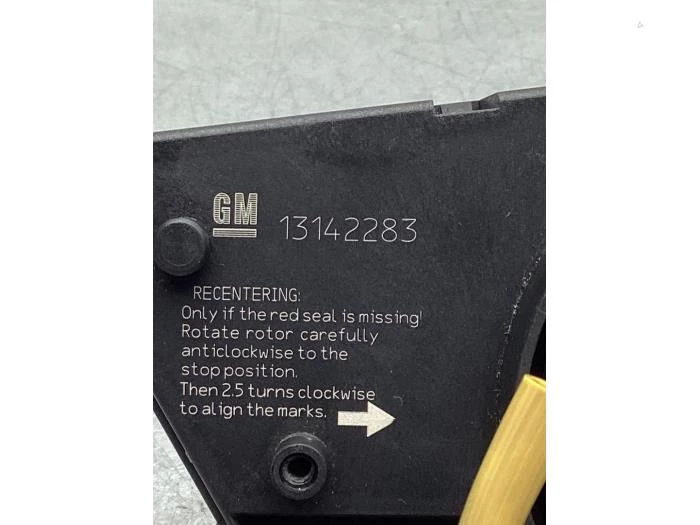 GM 13142283
RECENTERING:
Only if the red seal is missing!
Rotate rotor carefully
anticlockwise to the
stop position.
Then 2.5 turns clockwise
to align the marks.